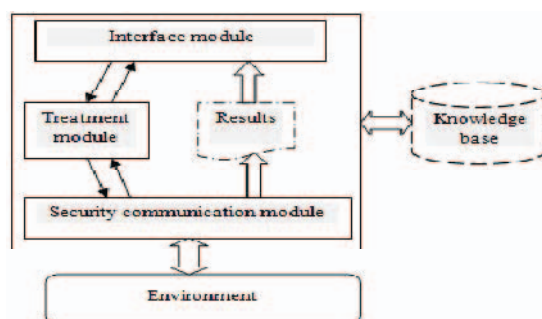 Interface module
Treatment
module
Results
Knowledge
base
Security communication module
Environment